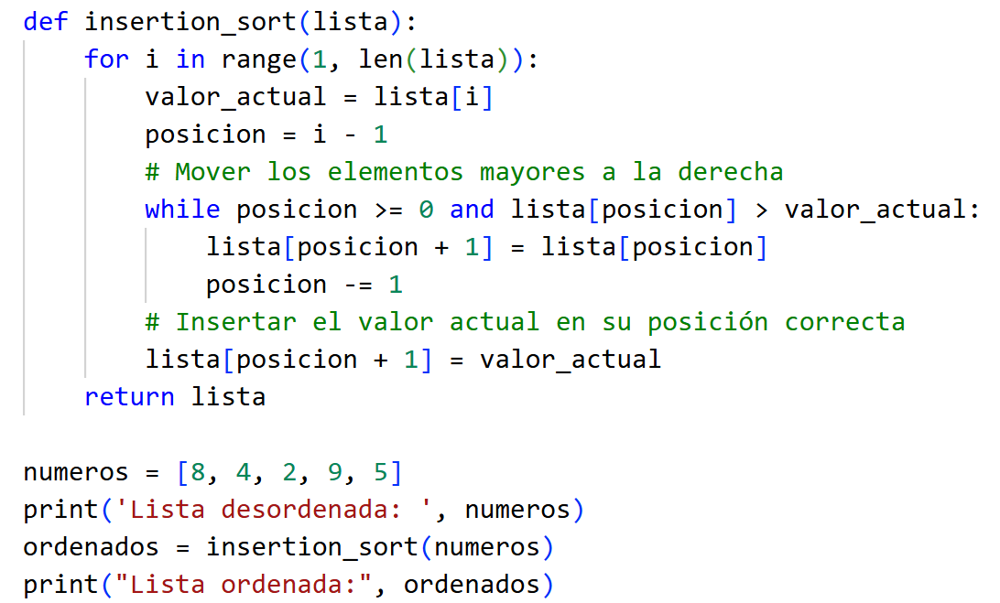 def insertion_sort(lista):
    for i in range(1, len(lista)):
        valor_actual = lista[i]
        posicion = i - 1
        # Mover los elementos mayores a la derecha
        while posicion >= 0 and lista[posicion] > valor_actual:
            lista[posicion + 1] = lista[posicion]
            posicion -= 1
        # Insertar el valor actual en su posición correcta
        lista[posicion + 1] = valor_actual
    return lista

numeros = [8, 4, 2, 9, 5]
print('Lista desordenada: ', numeros)
ordenados = insertion_sort(numeros)
print("Lista ordenada:", ordenados)